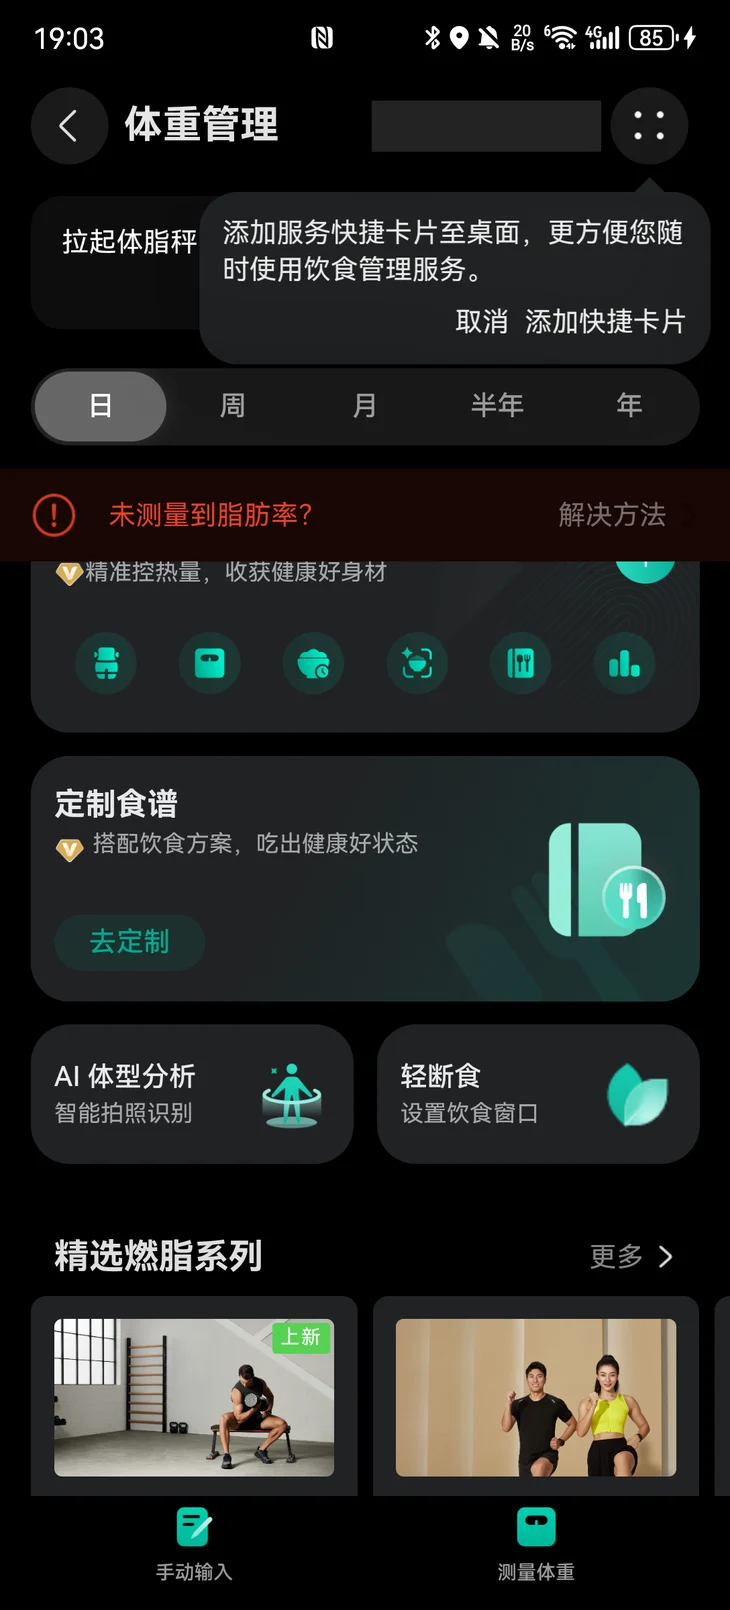 19:03
20 B/s
6
4G
85
体重管理
拉起体脂秤
添加服务快捷卡片至桌面，更方便您随
时使用饮食管理服务。
取消 添加快捷卡片
日 周 月 半年 年
未测量到脂肪率？ 解决方法
精准控热量，收获健康好身材
定制食谱
搭配饮食方案，吃出健康好状态
去定制
AI 体型分析
智能拍照识别
轻断食
设置饮食窗口
精选燃脂系列 更多
上新
手动输入 测量体重